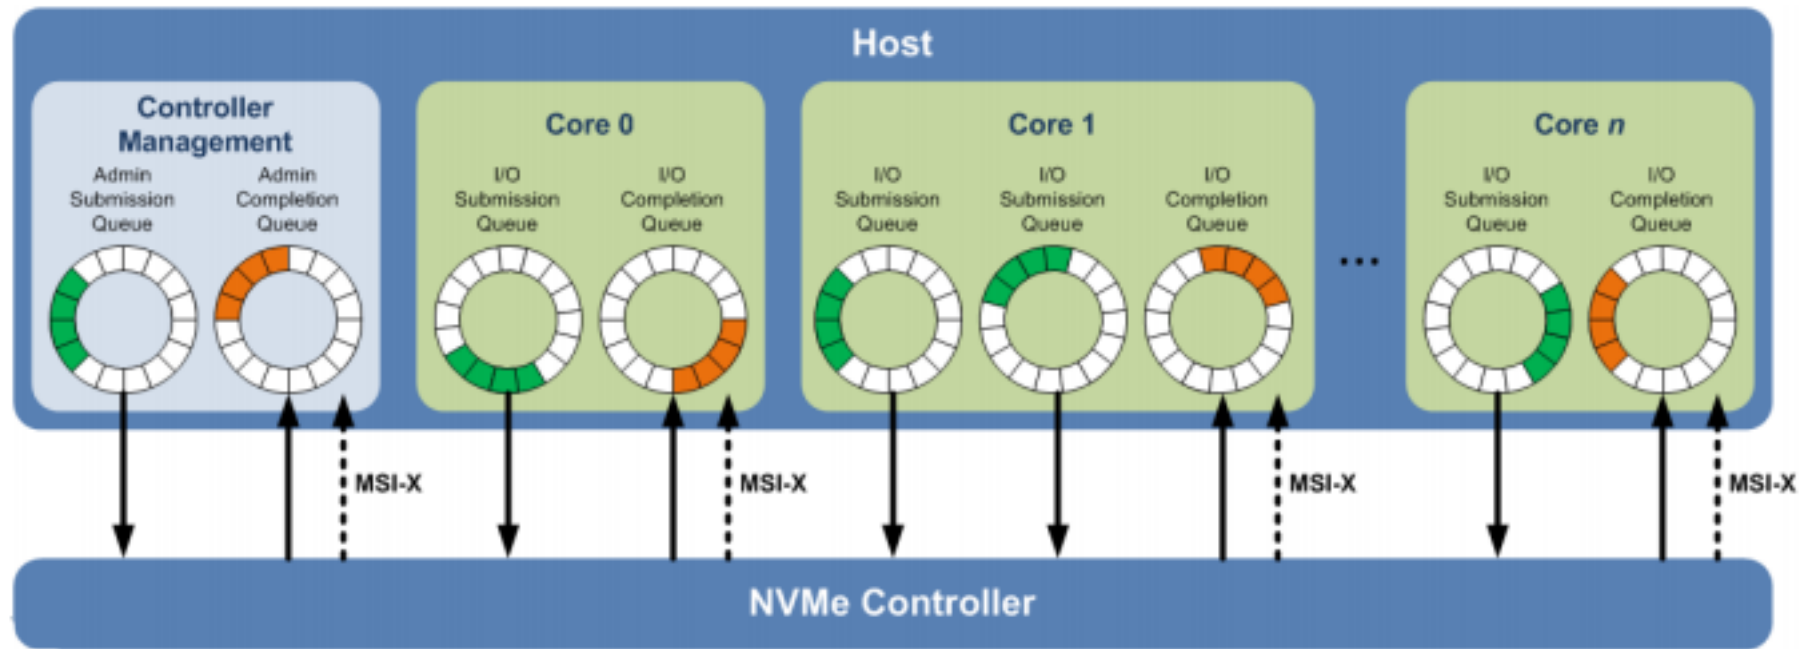 Host
Controller
Management
Admin
Submission
Queue
Admin
Completion
Queue
Core 0
I/O
Submission
Queue
I/O
Completion
Queue
Core 1
I/O
Submission
Queue
I/O
Submission
Queue
I/O
Completion
Queue
...
Core n
I/O
Submission
Queue
I/O
Completion
Queue
MSI-X
MSI-X
MSI-X
MSI-X
NVMe Controller